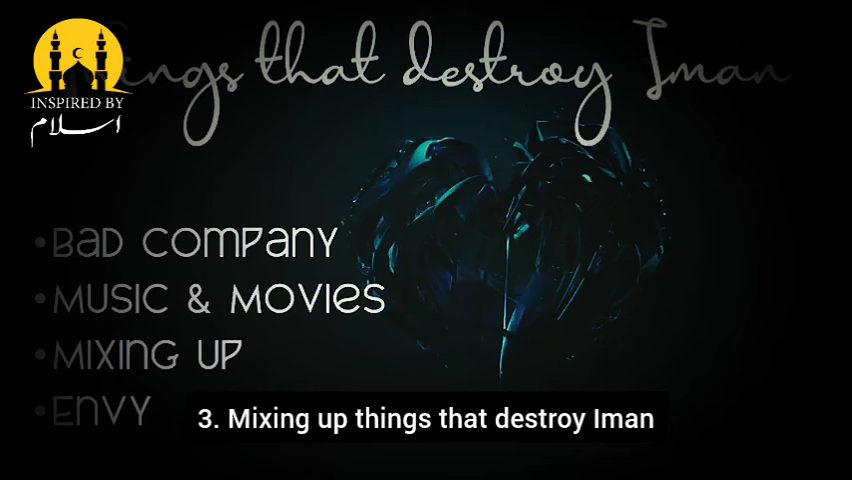 Things that destroy Iman
INSPIRED BY
اسلام
•BAD COMPANY
•MUSIC & MOVIES
•MIXING UP
•ENVY
3. Mixing up things that destroy Iman